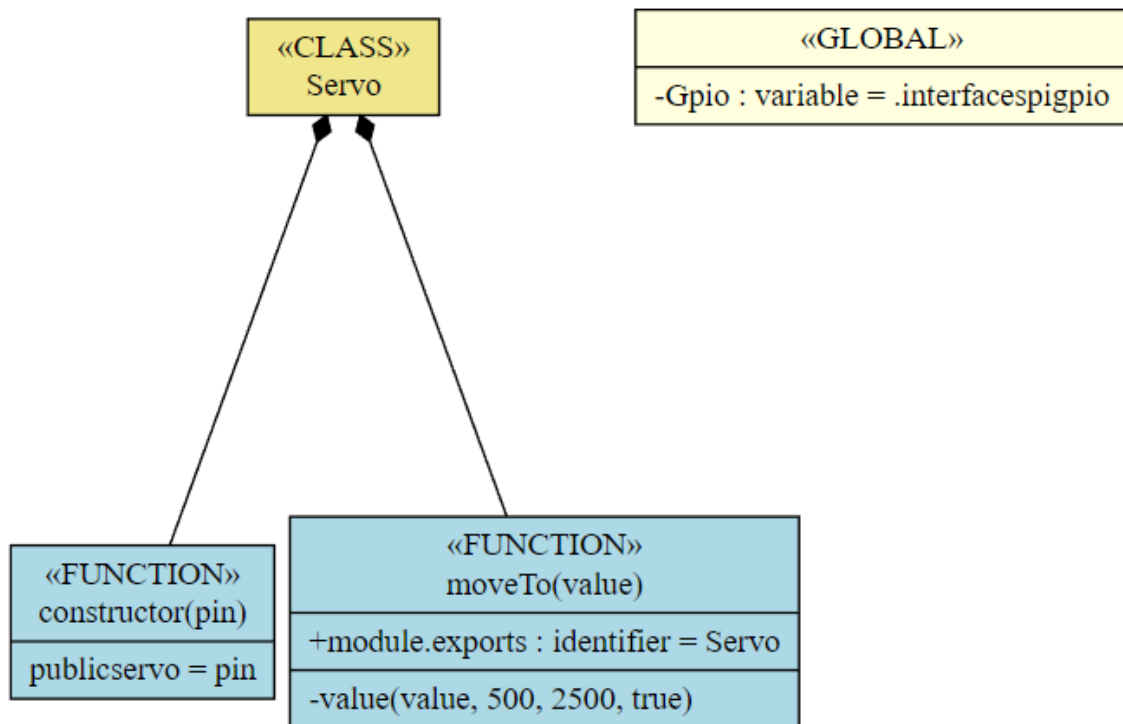 «CLASS»
Servo
«GLOBAL»
-Gpio : variable = .interfacespigpio
«FUNCTION»
constructor(pin)
publicservo = pin
«FUNCTION»
moveTo(value)
+module.exports : identifier = Servo
-value(value, 500, 2500, true)